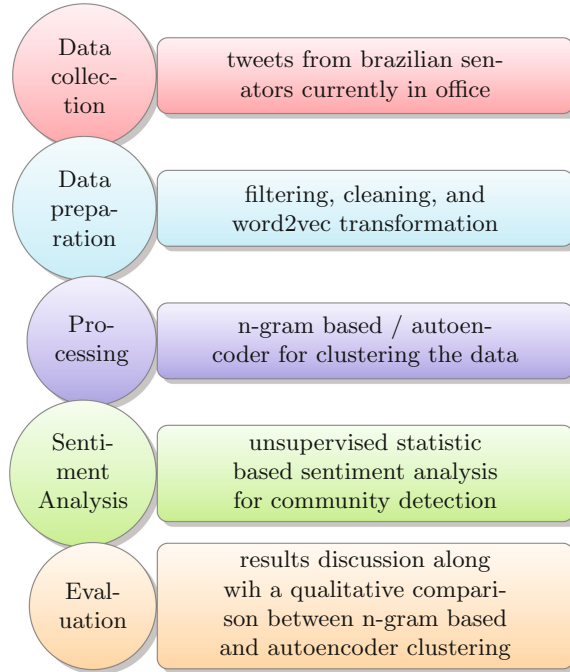 Data
collec-
tion
tweets from brazilian sen-
ators currently in office
Data
prepa-
ration
filtering, cleaning, and
word2vec transformation
Pro-
cessing
n-gram based / autoen-
coder for clustering the data
Senti-
ment
Analysis
unsupervised statistic
based sentiment analysis
for community detection
Eval-
uation
results discussion along
wih a qualitative compari-
son between n-gram based
and autoencoder clustering